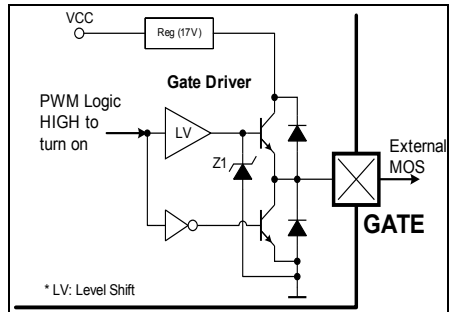 VCC
Reg (17V)
Gate Driver
PWM Logic
HIGH to
turn on
LV
Z1
External
MOS
GATE
* LV: Level Shift